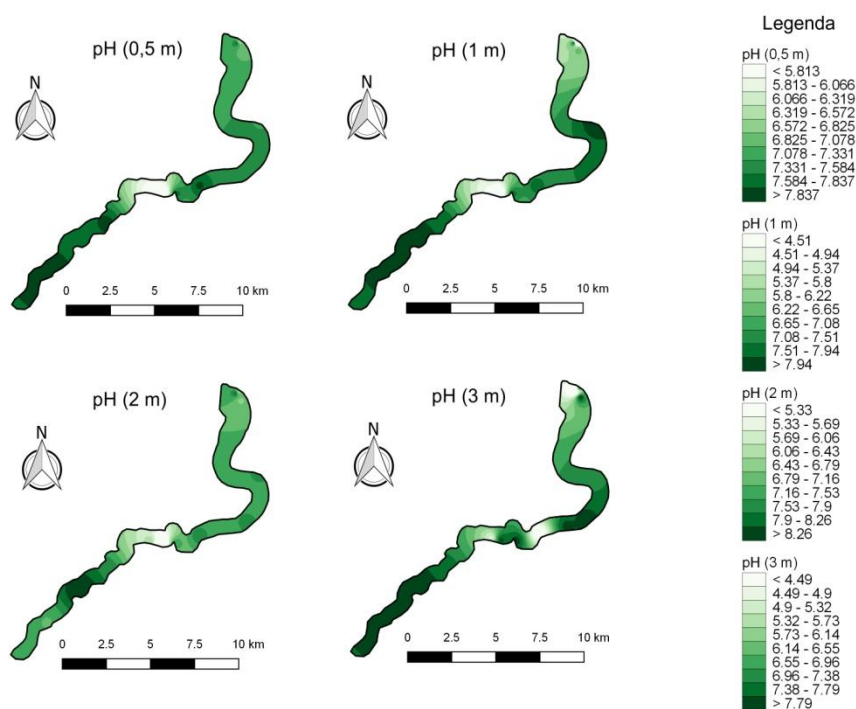 pH (0,5 m)
N
0 2.5 5 7.5 10 km
pH (1 m)
N
0 2.5 5 7.5 10 km
pH (2 m)
N
0 2.5 5 7.5 10 km
pH (3 m)
N
0 2.5 5 7.5 10 km
Legenda
pH (0,5 m)
< 5.813
5.813 - 6.066
6.066 - 6.319
6.319 - 6.572
6.572 - 6.825
6.825 - 7.078
7.078 - 7.331
7.331 - 7.584
7.584 - 7.837
> 7.837
pH (1 m)
< 4.51
4.51 - 4.94
4.94 - 5.37
5.37 - 5.8
5.8 - 6.22
6.22 - 6.65
6.65 - 7.08
7.08 - 7.51
7.51 - 7.94
> 7.94
pH (2 m)
< 5.33
5.33 - 5.69
5.69 - 6.06
6.06 - 6.43
6.43 - 6.79
6.79 - 7.16
7.16 - 7.53
7.53 - 7.9
7.9 - 8.26
> 8.26
pH (3 m)
< 4.49
4.49 - 4.9
4.9 - 5.32
5.32 - 5.73
5.73 - 6.14
6.14 - 6.55
6.55 - 6.96
6.96 - 7.38
7.38 - 7.79
> 7.79